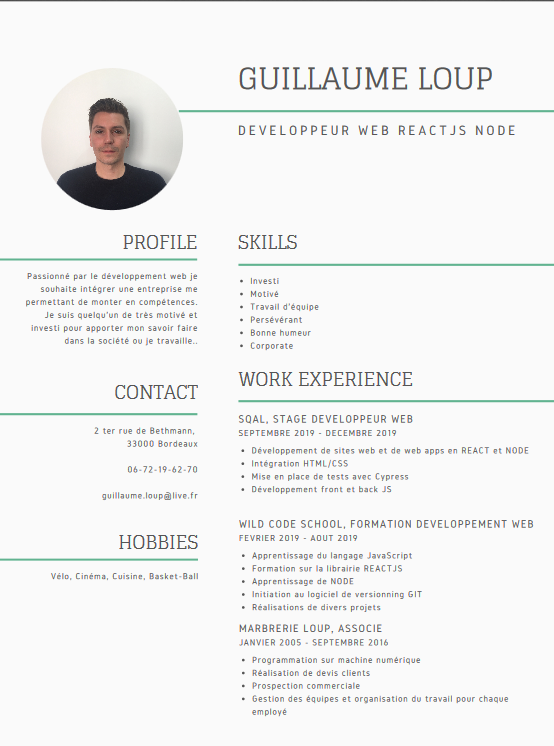 GUILLAUME LOUP
DEVELOPPEUR WEB REACTJS NODE
PROFILE
Passionné par le développement web je
souhaite intégrer une entreprise me
permettant de monter en compétences.
Je suis quelqu'un de très motivé et
investi pour apporter mon savoir faire
dans la société ou je travaille..
CONTACT
2 ter rue de Bethmann,
33000 Bordeaux
06-72-19-62-70
guillaume.loup@live.fr
HOBBIES
Vélo, Cinéma, Cuisine, Basket-Ball
SKILLS
• Investi
• Motivé
• Travail d'équipe
• Persévérant
• Bonne humeur
• Corporate
WORK EXPERIENCE
SQAL, STAGE DEVELOPPEUR WEB
SEPTEMBRE 2019 - DECEMBRE 2019
• Développement de sites web et de web apps en REACT et NODE
• Intégration HTML/CSS
• Mise en place de tests avec Cypress
• Développement front et back JS
WILD CODE SCHOOL, FORMATION DEVELOPPEMENT WEB
FEVRIER 2019 - AOUT 2019
• Apprentissage du langage JavaScript
• Formation sur la librairie REACTJS
• Apprentissage de NODE
• Initiation au logiciel de versionning GIT
• Réalisations de divers projets
MARBRERIE LOUP, ASSOCIE
JANVIER 2005 - SEPTEMBRE 2016
• Programmation sur machine numérique
• Réalisation de devis clients
• Prospection commerciale
• Gestion des équipes et organisation du travail pour chaque
employé